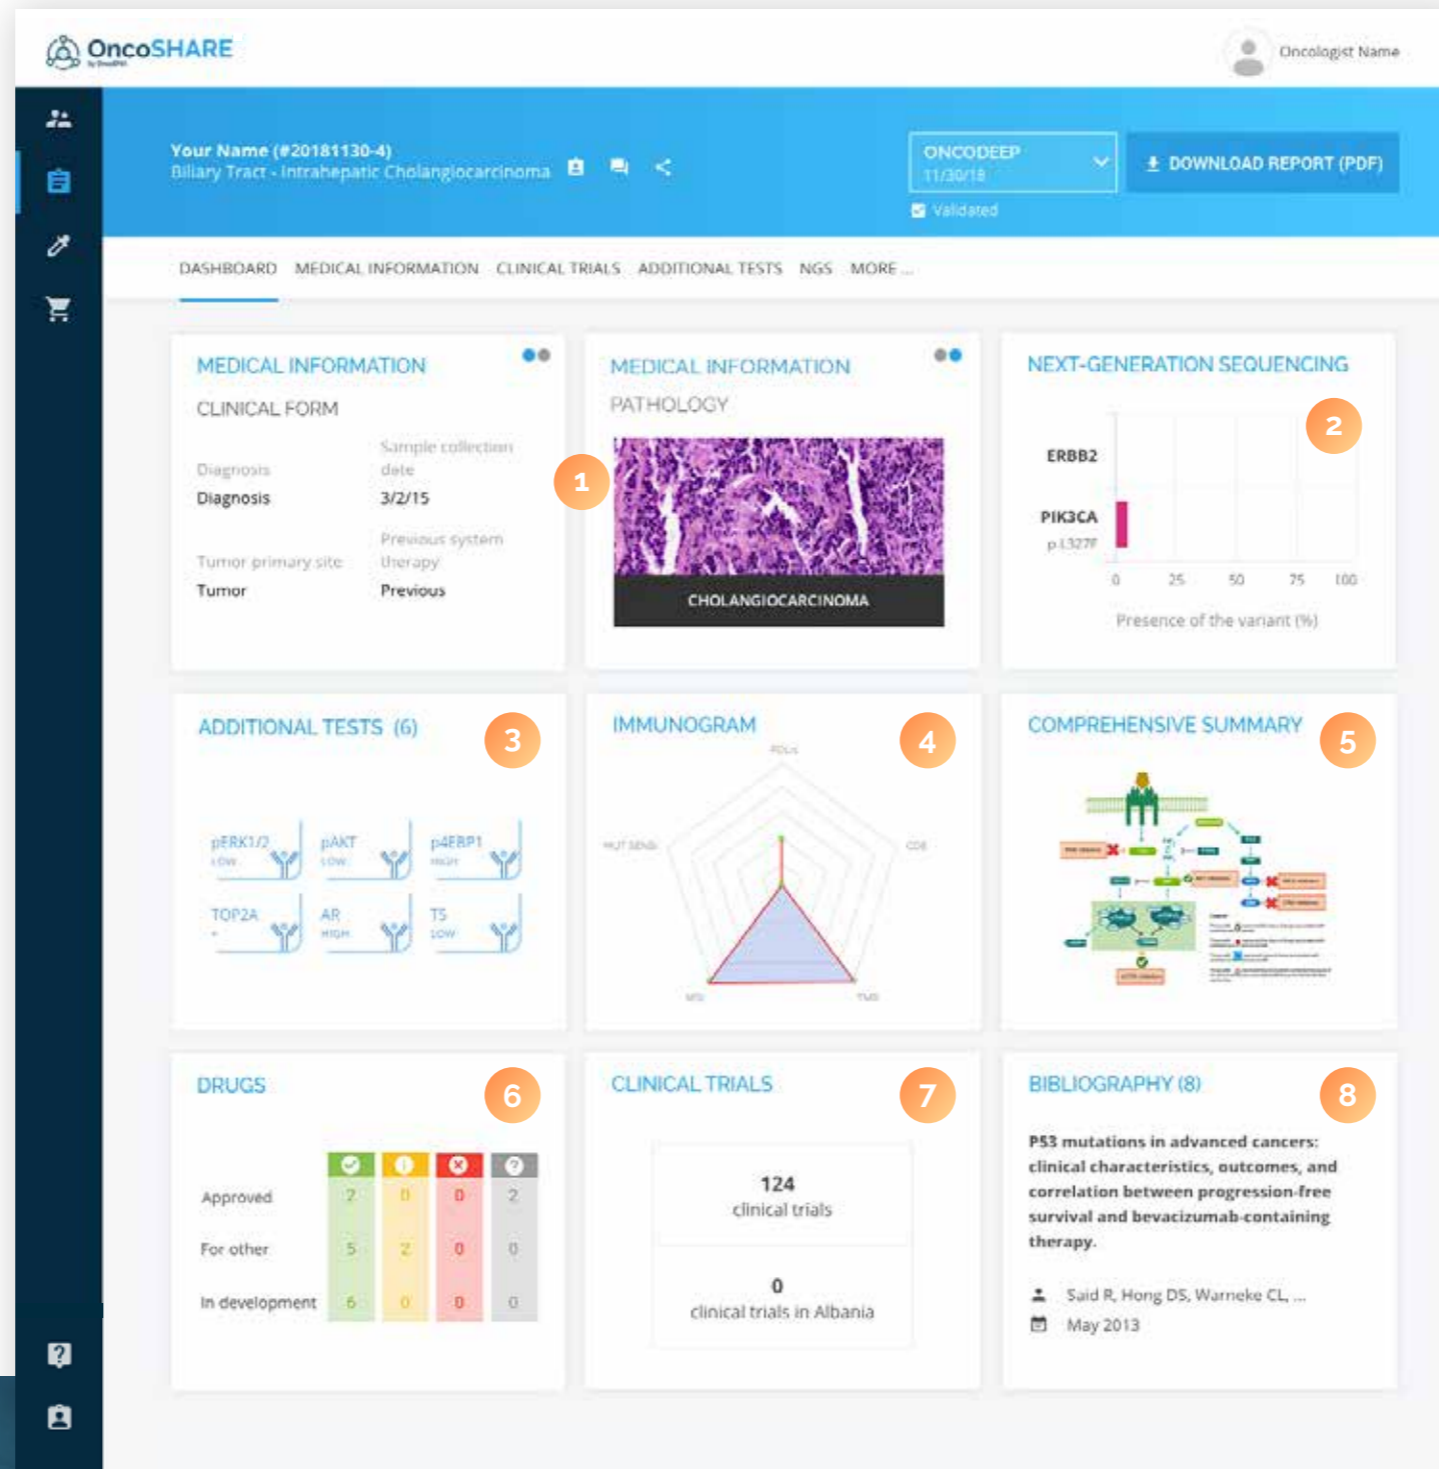 OncoSHARE
Oncologist Name
Your Name (#20181130-4)
Biliary Tract - Intrahepatic Cholangiocarcinoma
ONCODEEP
11/30/18
Validated
DOWNLOAD REPORT (PDF)
DASHBOARD MEDICAL INFORMATION CLINICAL TRIALS ADDITIONAL TESTS NGS MORE ...
MEDICAL INFORMATION
CLINICAL FORM
Diagnosis
Sample collection
date
Diagnosis
3/2/15
Tumor primary site
Previous system
therapy
Tumor
Previous
1
MEDICAL INFORMATION
PATHOLOGY
CHOLANGIOCARCINOMA
NEXT-GENERATION SEQUENCING
2
ERBB2
PIK3CA
0 25 50 75 100
Presence of the variant (%)
ADDITIONAL TESTS (6)
3
pERK1/2
LOW
pAKT
LOW
p4EBP1
HIGH
TOP2A
+
AR
HIGH
TS
LOW
IMMUNOGRAM
4
MSI
TMB
COMPREHENSIVE SUMMARY
5
DRUGS
6
Approved 2 0 0 2
For other 5 2 0 0
In development 6 0 0 0
CLINICAL TRIALS
7
124
clinical trials
0
clinical trials in Albania
BIBLIOGRAPHY (8)
8
P53 mutations in advanced cancers:
clinical characteristics, outcomes, and
correlation between progression-free
survival and bevacizumab-containing
therapy.
Said R, Hong DS, Warneke CL, ...
May 2013